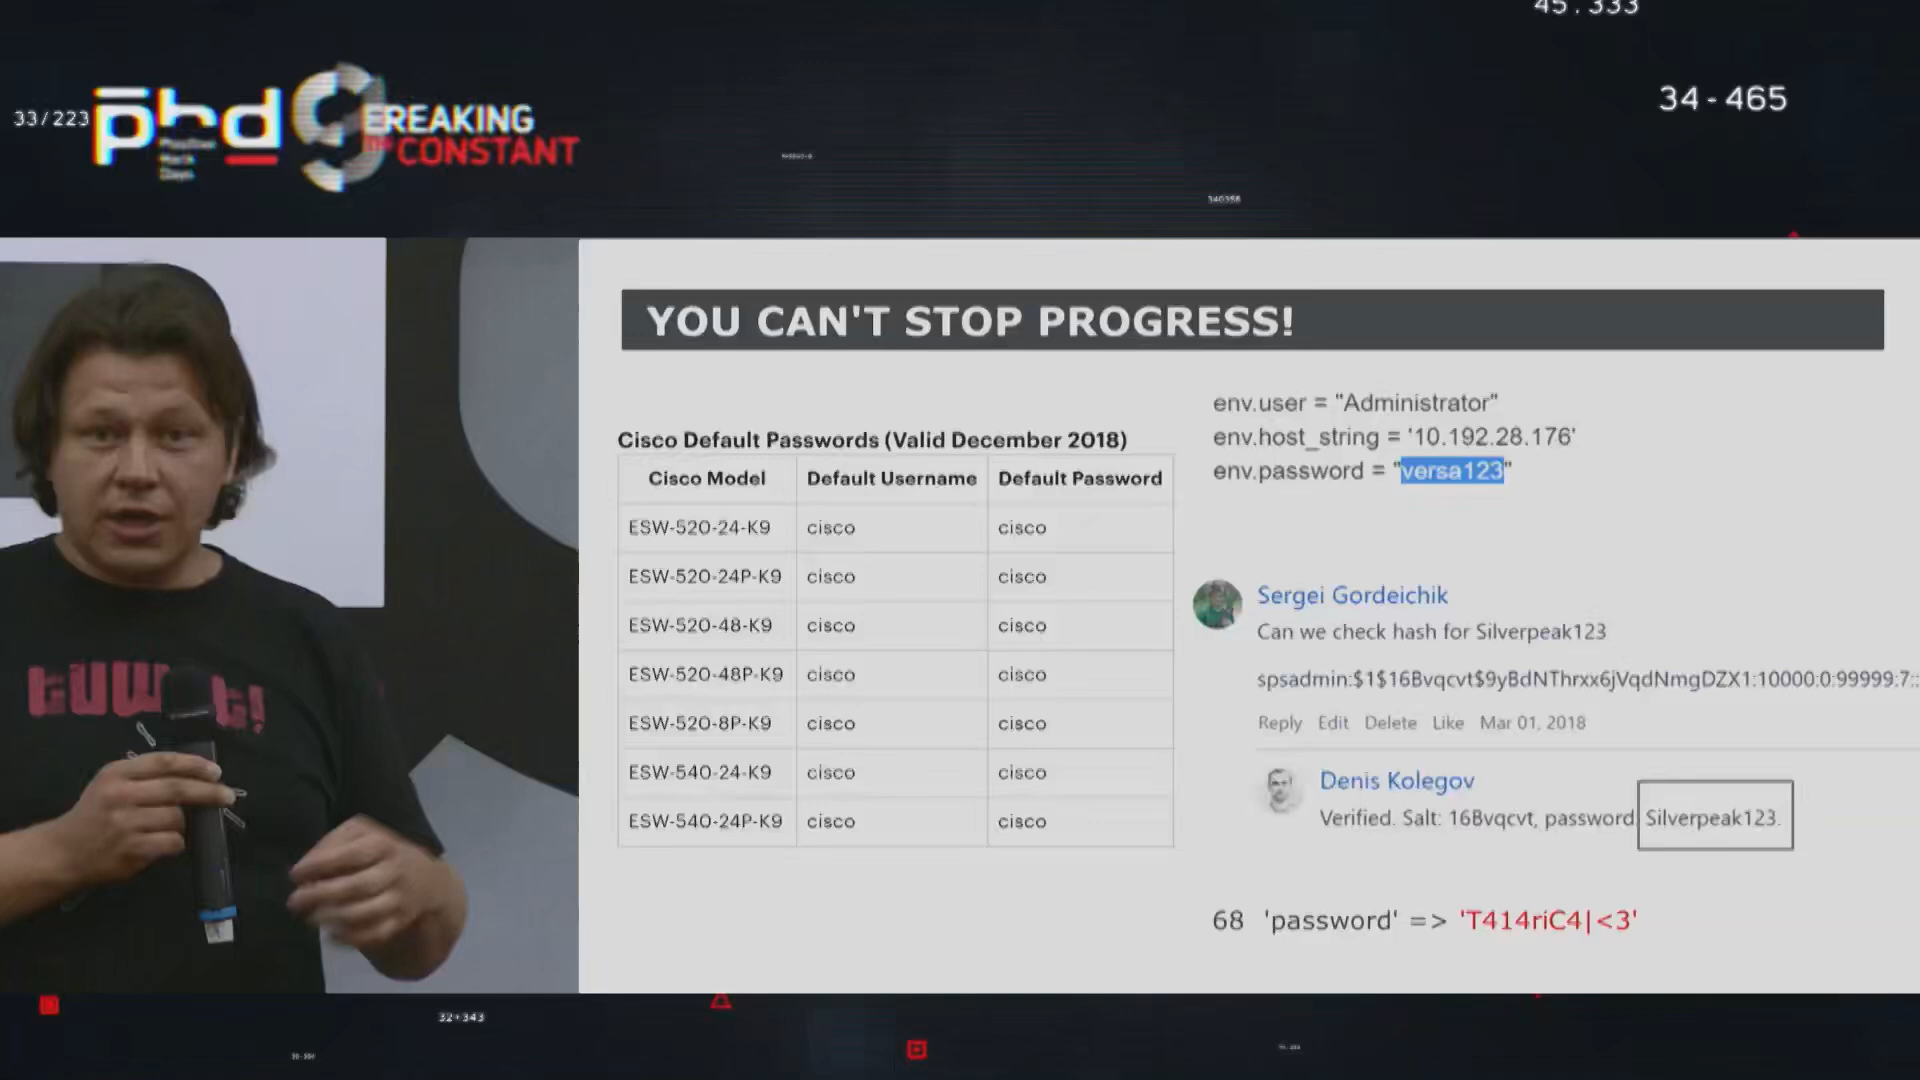 45.333
34-465
33/223
phd
Positive
Hack
Days
9
BREAKING
THE CONSTANT
340356
YOU CAN'T STOP PROGRESS!
Cisco Default Passwords (Valid December 2018)
Cisco Model Default Username Default Password
ESW-520-24-K9 cisco cisco
ESW-520-24P-K9 cisco cisco
ESW-520-48-K9 cisco cisco
ESW-520-48P-K9 cisco cisco
ESW-520-8P-K9 cisco cisco
ESW-540-24-K9 cisco cisco
ESW-540-24P-K9 cisco cisco
env.user = "Administrator"
env.host_string = '10.192.28.176'
env.password = "versa123"
Sergei Gordeichik
Can we check hash for Silverpeak123
spsadmin:$1$16Bvqcvt$9yBdNThrxx6jVqdNmgDZX1:10000:0:99999:7::
Reply Edit Delete Like Mar 01, 2018
Denis Kolegov
Verified. Salt: 16Bvqcvt, password Silverpeak123.
68 'password' => 'T414riC4|<3'
32+343